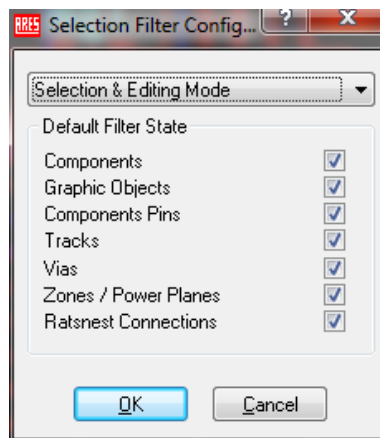 ARES Selection Filter Config... ? X
Selection & Editing Mode
Default Filter State
Components
Graphic Objects
Components Pins
Tracks
Vias
Zones / Power Planes
Ratsnest Connections
OK Cancel